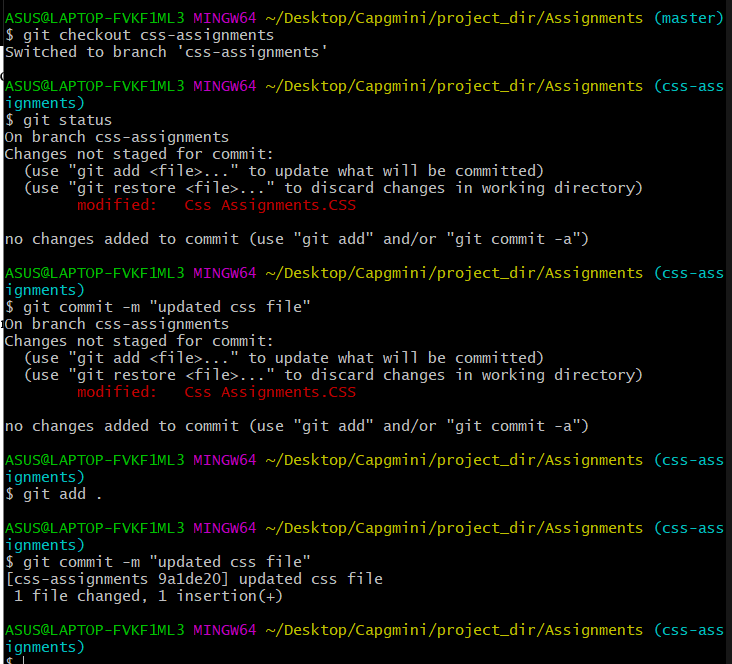 ASUS@LAPTOP-FVKF1ML3 MINGW64 ~/Desktop/Capgmini/project_dir/Assignments (master)
$ git checkout css-assignments
Switched to branch 'css-assignments'
ASUS@LAPTOP-FVKF1ML3 MINGW64 ~/Desktop/Capgmini/project_dir/Assignments (css-ass
ignments)
$ git status
On branch css-assignments
Changes not staged for commit:
  (use "git add <file>..." to update what will be committed)
  (use "git restore <file>..." to discard changes in working directory)
        modified:   Css Assignments.CSS
no changes added to commit (use "git add" and/or "git commit -a")
ASUS@LAPTOP-FVKF1ML3 MINGW64 ~/Desktop/Capgmini/project_dir/Assignments (css-ass
ignments)
$ git commit -m "updated css file"
On branch css-assignments
Changes not staged for commit:
  (use "git add <file>..." to update what will be committed)
  (use "git restore <file>..." to discard changes in working directory)
        modified:   Css Assignments.CSS
no changes added to commit (use "git add" and/or "git commit -a")
ASUS@LAPTOP-FVKF1ML3 MINGW64 ~/Desktop/Capgmini/project_dir/Assignments (css-ass
ignments)
$ git add .
ASUS@LAPTOP-FVKF1ML3 MINGW64 ~/Desktop/Capgmini/project_dir/Assignments (css-ass
ignments)
$ git commit -m "updated css file"
[css-assignments 9a1de20] updated css file
 1 file changed, 1 insertion(+)
ASUS@LAPTOP-FVKF1ML3 MINGW64 ~/Desktop/Capgmini/project_dir/Assignments (css-ass
ignments)
$